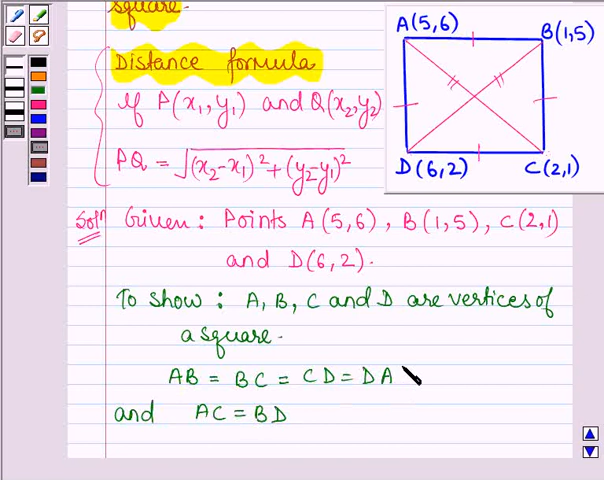 square.
Distance formula
If P(x₁,y₁) and Q(x₂,y₂)
PQ = √(x₂-x₁)²+(y₂-y₁)²
Solⁿ Given : Points A(5,6) , B(1,5) , C(2,1)
and D(6,2).
To show : A, B, C and D are vertices of
a square.
AB = BC = CD = DA
and AC = BD
A(5,6) B(1,5)
D(6,2) C(2,1)